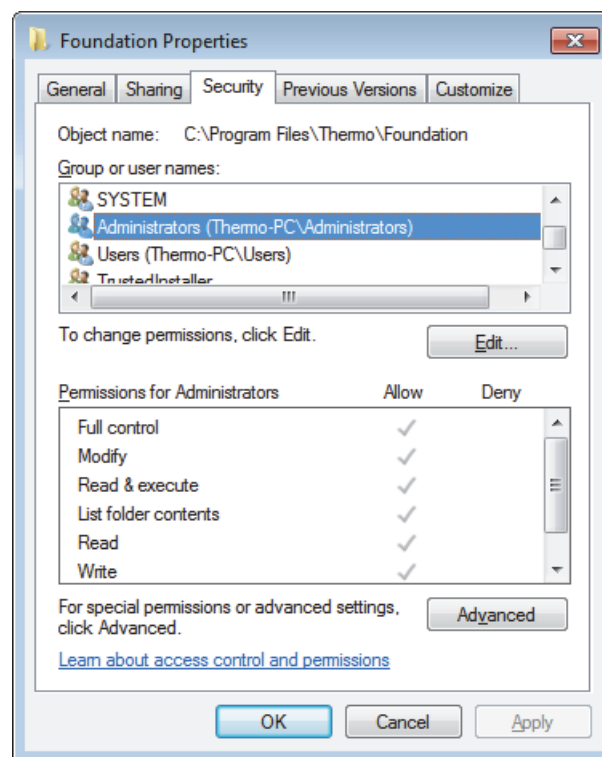 Foundation Properties
General Sharing Security Previous Versions Customize
Object name: C:\Program Files\Thermo\Foundation
Group or user names:
SYSTEM
Administrators (Thermo-PC\Administrators)
Users (Thermo-PC\Users)
TrustedInstaller
To change permissions, click Edit.
Edit...
Permissions for Administrators Allow Deny
Full control
Modify
Read & execute
List folder contents
Read
Write
For special permissions or advanced settings,
click Advanced.
Advanced
Learn about access control and permissions
OK Cancel Apply